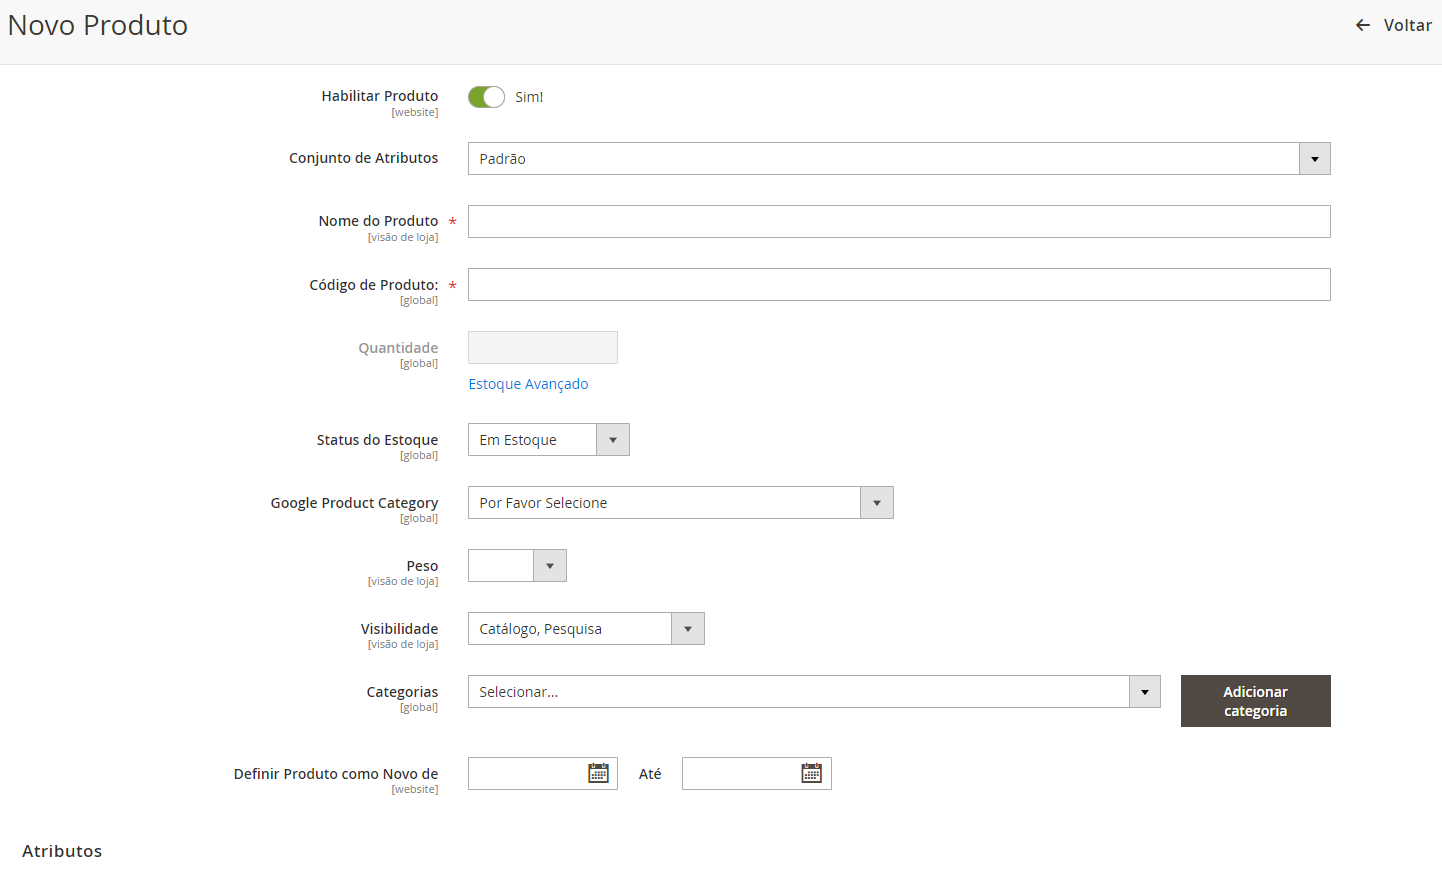 Novo Produto
Voltar
Habilitar Produto
[website]
Sim!
Conjunto de Atributos
Padrão
Nome do Produto *
[visão de loja]
Código de Produto: *
[global]
Quantidade
[global]
Estoque Avançado
Status do Estoque
[global]
Em Estoque
Google Product Category
[global]
Por Favor Selecione
Peso
[visão de loja]
Visibilidade
[visão de loja]
Catálogo, Pesquisa
Categorias
[global]
Selecionar...
Adicionar
categoria
Definir Produto como Novo de
[website]
Até
Atributos